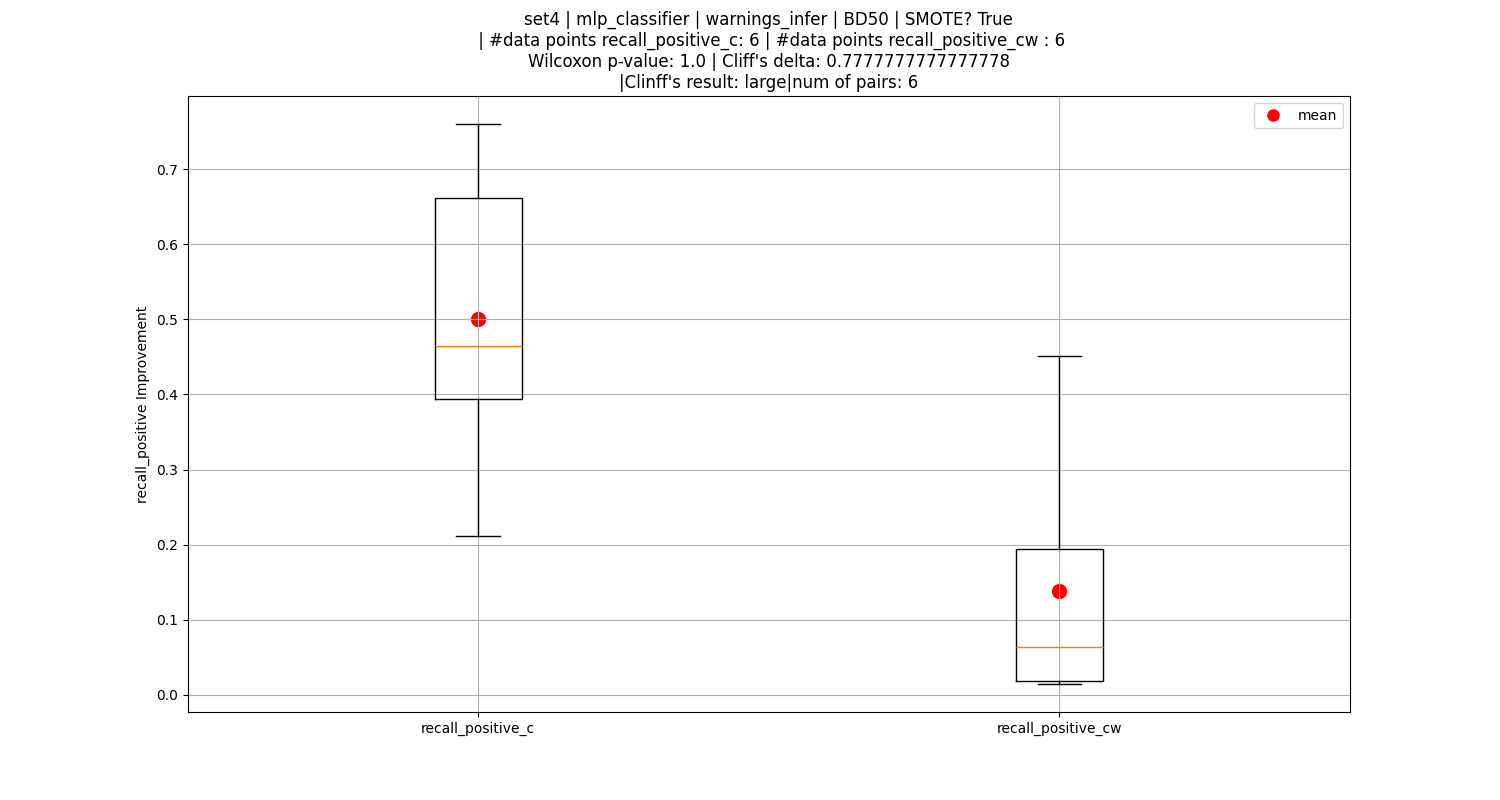 set4 | mlp_classifier | warnings_infer | BD50 | SMOTE? True
| #data points recall_positive_c: 6 | #data points recall_positive_cw : 6
Wilcoxon p-value: 1.0 | Cliff's delta: 0.7777777777777778
|Clinff's result: large|num of pairs: 6
mean
0.7
0.6
0.5
0.4
0.3
0.2
0.1
0.0
recall_positive Improvement
recall_positive_c
recall_positive_cw